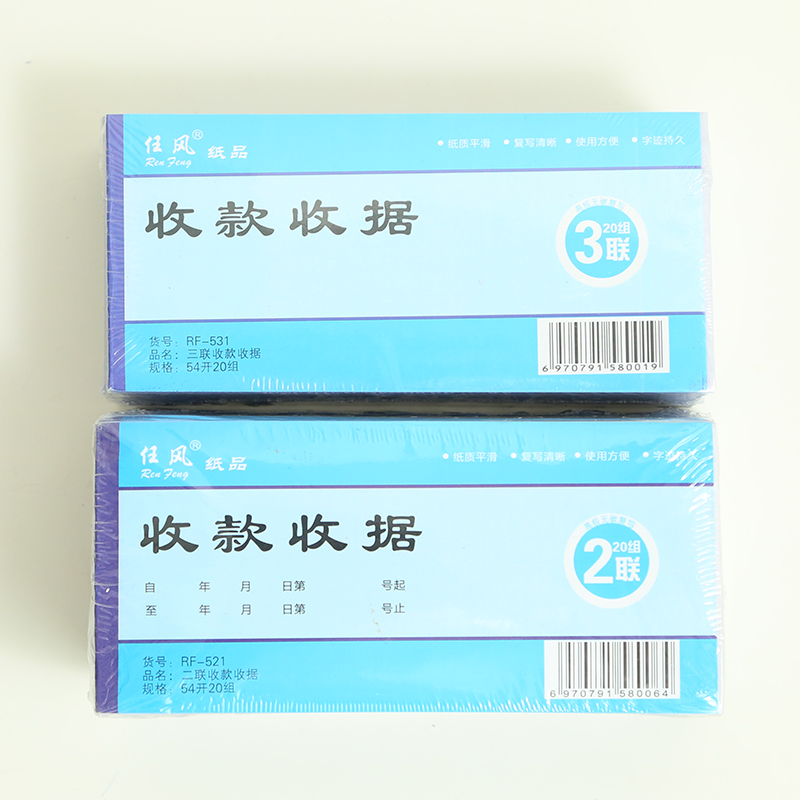 任风® 纸品
Ren Feng
• 纸质平滑 • 复写清晰 • 使用方便 • 字迹持久
收款收据
20组
3联
货号: RF-531
品名: 三联收款收据
规格: 54开20组
6 970791 580019
任风® 纸品
Ren Feng
• 纸质平滑 • 复写清晰 • 使用方便 • 字迹持久
收款收据
20组
2联
自 年 月 日第 号起
至 年 月 日第 号止
货号: RF-521
品名: 二联收款收据
规格: 54开20组
6 970791 580064